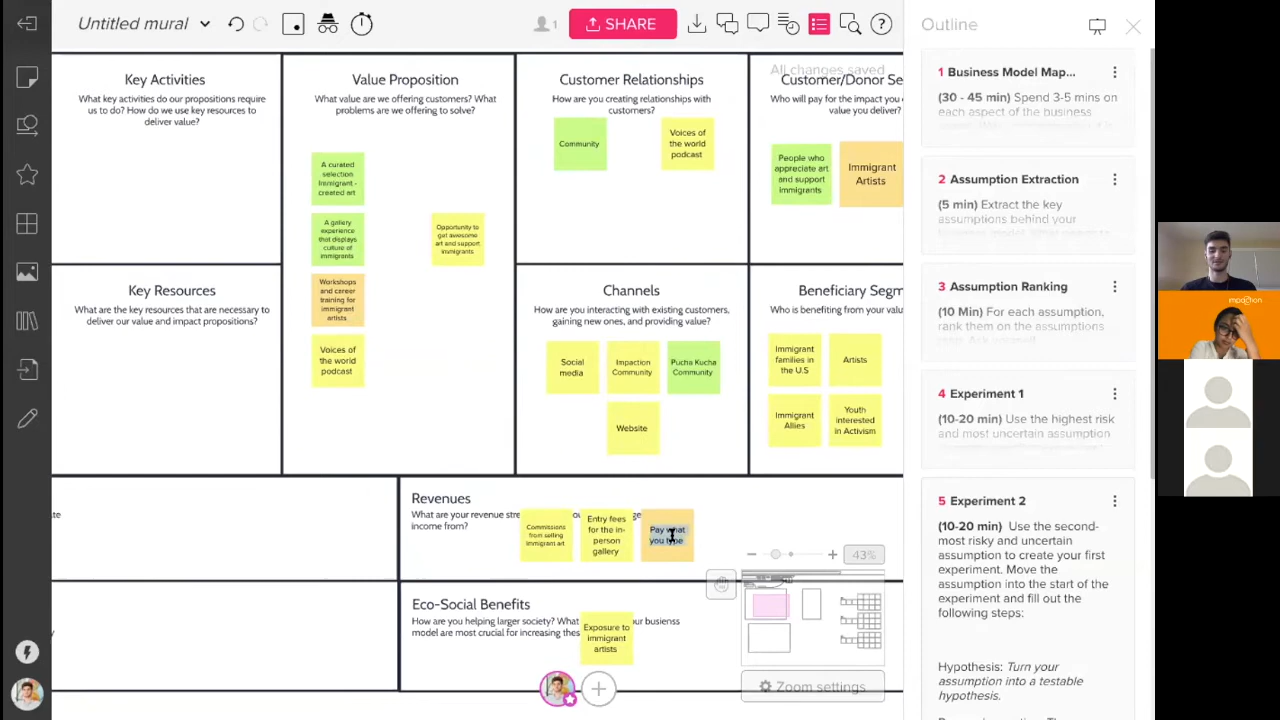 Untitled mural
1
SHARE
Outline
All changes saved
Key Activities
What key activities do our propositions require
us to do? How do we use key resources to
deliver value?
Value Proposition
What value are we offering customers? What
problems are we offering to solve?
A curated
selection
Immigrant -
created art
A gallery
experience
that displays
culture of
immigrants
Workshops
and career
training for
immigrant
artists
Voices of
the world
podcast
Opportunity to
get awesome
art and support
immigrants
Customer Relationships
How are you creating relationships with
customers?
Community
Voices of
the world
podcast
Customer/Donor Se
Who will pay for the impact you
value you deliver?
People who
appreciate art
and support
immigrants
Immigrant
Artists
Key Resources
What are the key resources that are necessary to
deliver our value and impact propositions?
Channels
How are you interacting with existing customers,
gaining new ones, and providing value?
Social
media
Impaction
Community
Pucha Kucha
Community
Website
Beneficiary Segm
Who is benefiting from your valu
Immigrant
families in
the U.S
Artists
Immigrant
Allies
Youth
interested
in Activism
Revenues
What are your revenue stre
income from?
Commissions
from selling
immigrant art
Entry fees
for the in-
person
gallery
Pay what
you type
Eco-Social Benefits
How are you helping larger society? What
our busienss
model are most crucial for increasing
Exposure to
immigrant
artists
43%
Zoom settings
1 Business Model Map...
(30 - 45 min) Spend 3-5 mins on
each aspect of the business
2 Assumption Extraction
(5 min) Extract the key
assumptions behind your
3 Assumption Ranking
(10 Min) For each assumption,
rank them on the assumptions
4 Experiment 1
(10-20 min) Use the highest risk
and most uncertain assumption
5 Experiment 2
(10-20 min) Use the second-
most risky and uncertain
assumption to create your first
experiment. Move the
assumption into the start of the
experiment and fill out the
following steps:
Hypothesis: Turn your
assumption into a testable
hypothesis.